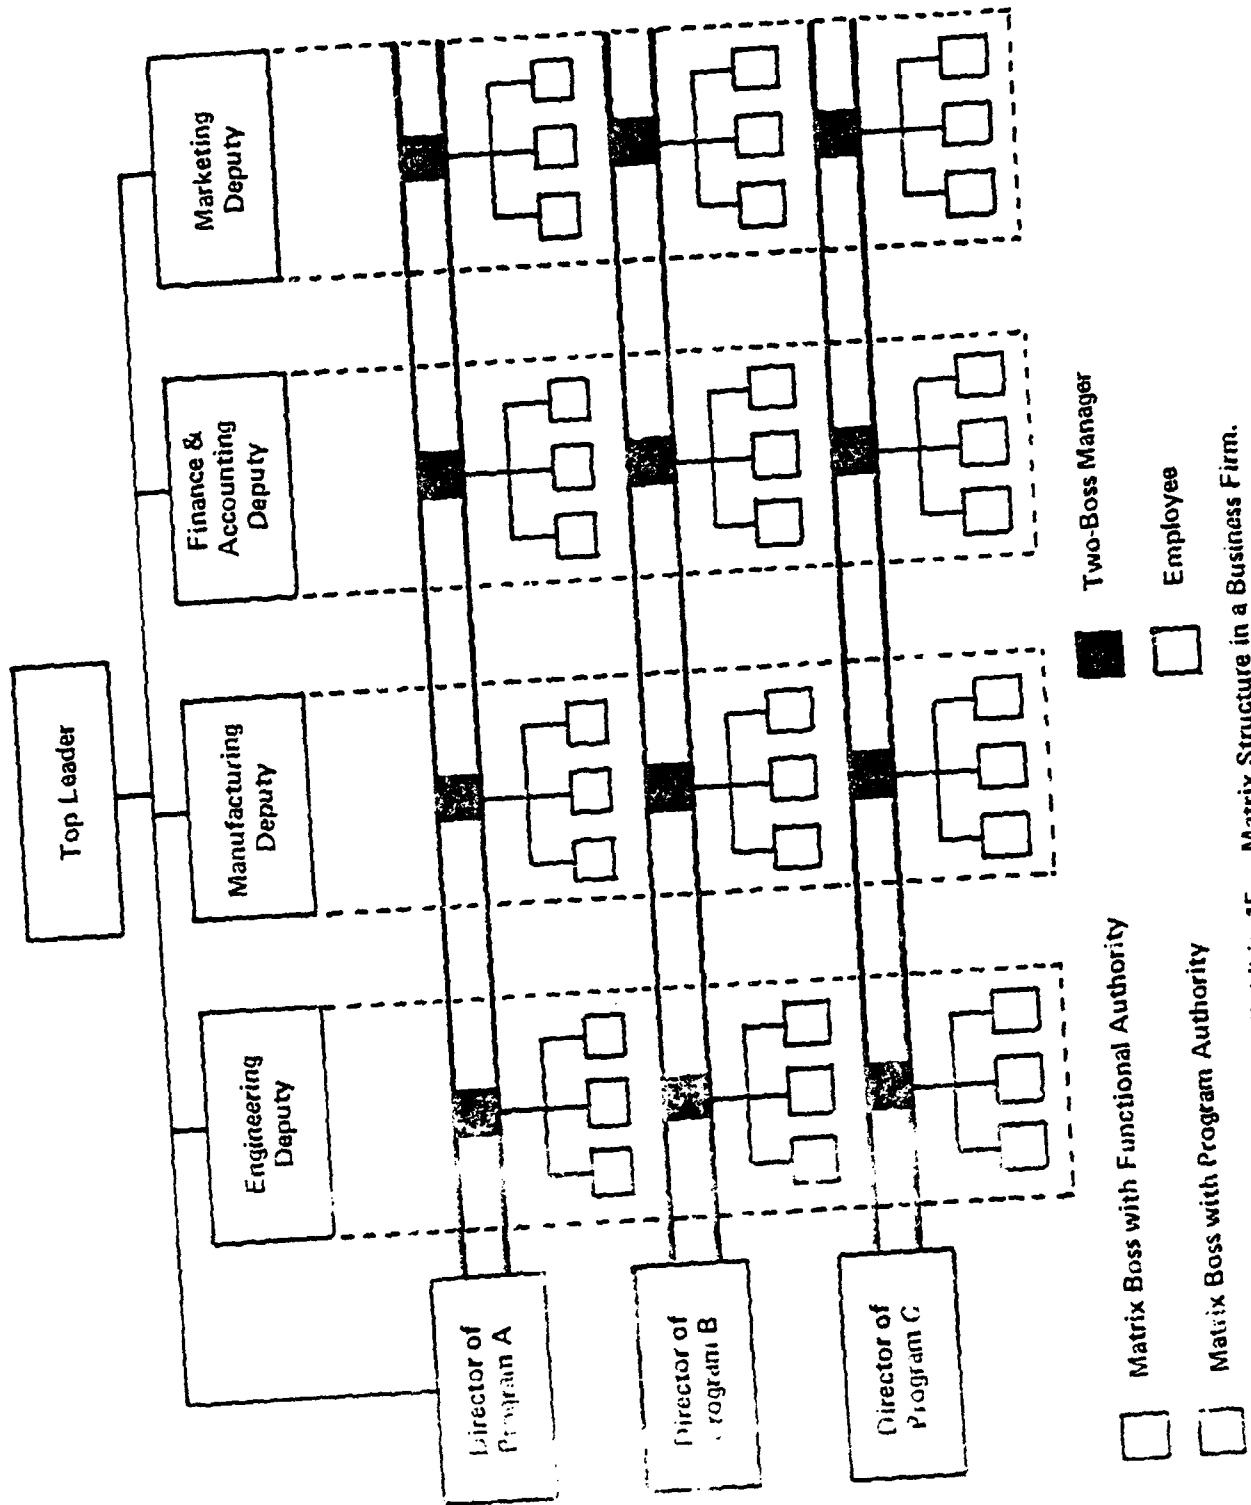 Top Leader
Engineering
Deputy
Manufacturing
Deputy
Finance &
Accounting
Deputy
Marketing
Deputy
Director of
Program A
Director of
Program B
Director of
Program C
Matrix Boss with Functional Authority
Two-Boss Manager
Matrix Boss with Program Authority
Employee
Matrix Structure in a Business Firm.